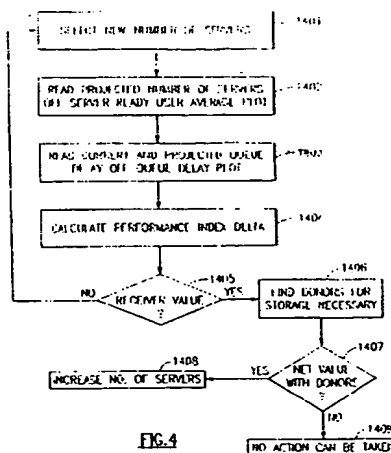 SELECT NEW NUMBER OF SERVERS
1401
READ PROJECTED NUMBER OF SERVERS
OFF SERVER READY USER AVERAGE PLOT
1402
READ CURRENT AND PROJECTED QUEUE
DELAY OFF QUEUE DELAY PLOT
1403
CALCULATE PERFORMANCE INDEX DELTA
1404
1405
RECEIVER VALUE
?
NO
YES
1406
FIND DONORS FOR
STORAGE NECESSARY
1407
NET VALUE
WITH DONORS
?
YES
NO
1408
INCREASE NO. OF SERVERS
1409
NO ACTION CAN BE TAKEN
FIG.4